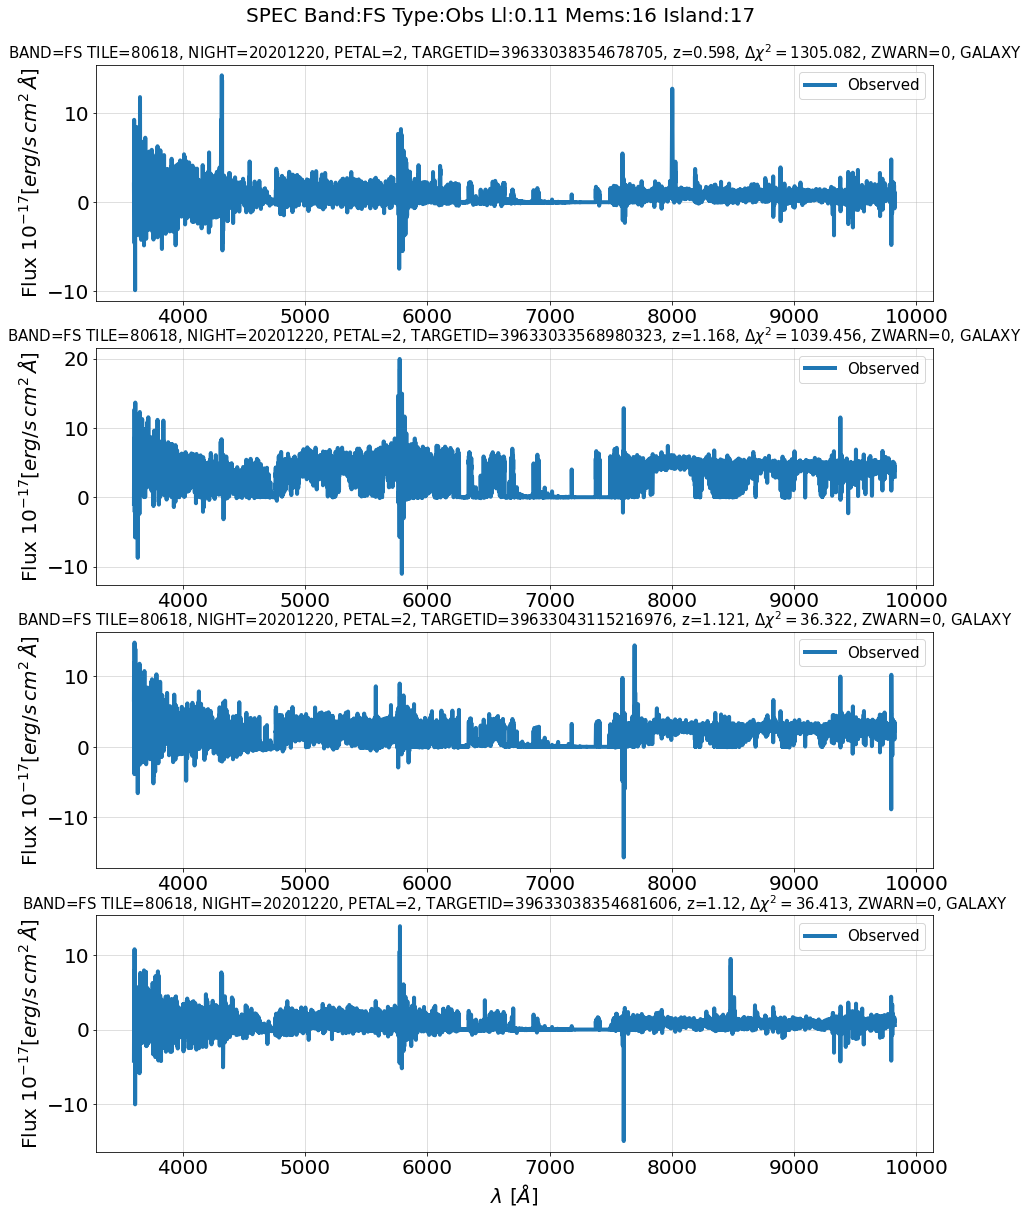 SPEC Band:FS Type:Obs Ll:0.11 Mems:16 Island:17
BAND=FS TILE=80618, NIGHT=20201220, PETAL=2, TARGETID=39633038354678705, z=0.598, Δχ²=1305.082, ZWARN=0, GALAXY
Flux 10⁻¹⁷[erg/s cm² Å]
10
0
−10
Observed
4000 5000 6000 7000 8000 9000 10000
BAND=FS TILE=80618, NIGHT=20201220, PETAL=2, TARGETID=39633033568980323, z=1.168, Δχ²=1039.456, ZWARN=0, GALAXY
Flux 10⁻¹⁷[erg/s cm² Å]
20
10
0
−10
Observed
4000 5000 6000 7000 8000 9000 10000
BAND=FS TILE=80618, NIGHT=20201220, PETAL=2, TARGETID=39633043115216976, z=1.121, Δχ²=36.322, ZWARN=0, GALAXY
Flux 10⁻¹⁷[erg/s cm² Å]
10
0
−10
Observed
4000 5000 6000 7000 8000 9000 10000
BAND=FS TILE=80618, NIGHT=20201220, PETAL=2, TARGETID=39633038354681606, z=1.12, Δχ²=36.413, ZWARN=0, GALAXY
Flux 10⁻¹⁷[erg/s cm² Å]
10
0
−10
Observed
4000 5000 6000 7000 8000 9000 10000
λ [Å]